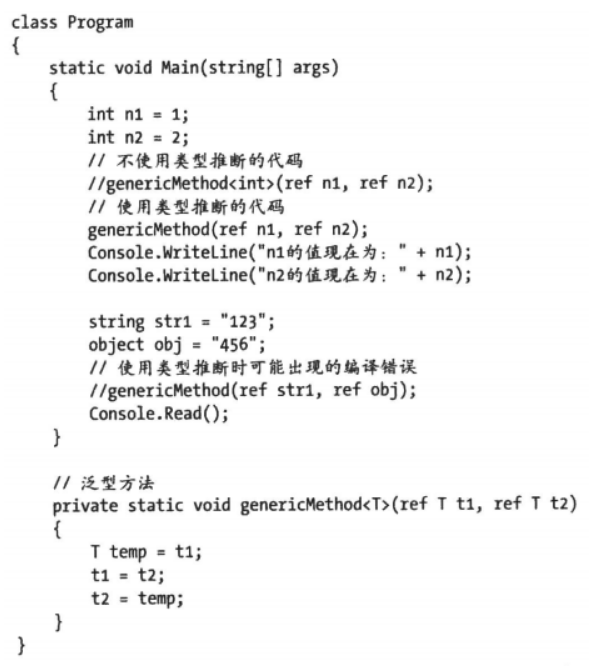 class Program
{
    static void Main(string[] args)
    {
        int n1 = 1;
        int n2 = 2;
        // 不使用类型推断的代码
        //genericMethod<int>(ref n1, ref n2);
        // 使用类型推断的代码
        genericMethod(ref n1, ref n2);
        Console.WriteLine("n1的值现在为：" + n1);
        Console.WriteLine("n2的值现在为：" + n2);

        string str1 = "123";
        object obj = "456";
        // 使用类型推断时可能出现的编译错误
        //genericMethod(ref str1, ref obj);
        Console.Read();
    }

    // 泛型方法
    private static void genericMethod<T>(ref T t1, ref T t2)
    {
        T temp = t1;
        t1 = t2;
        t2 = temp;
    }
}